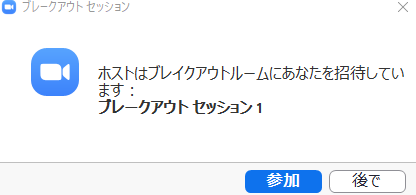 ブレークアウト セッション
ホストはブレイクアウトルームにあなたを招待してい
ます：
ブレークアウト セッション 1
参加
後で